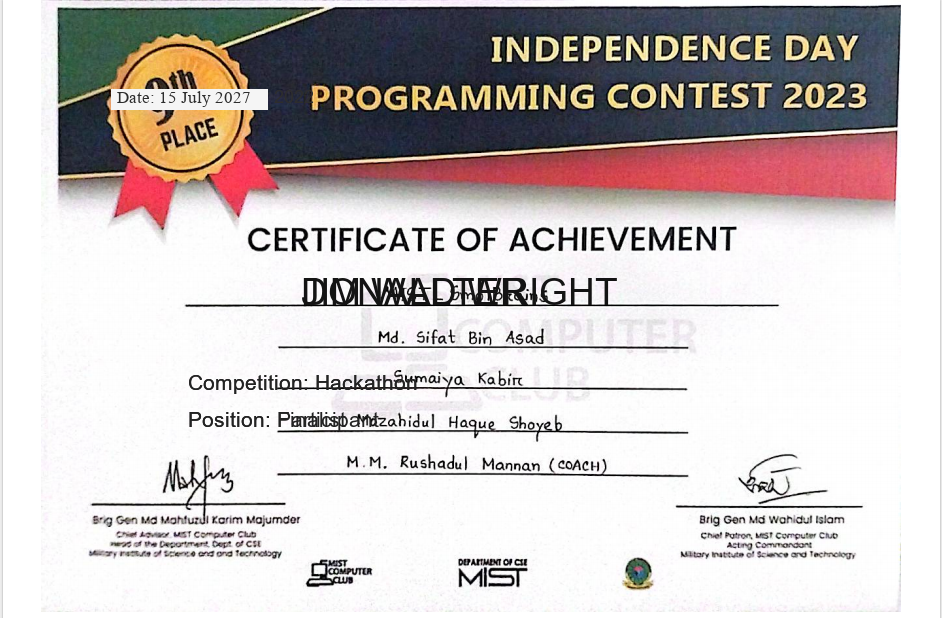 INDEPENDENCE DAY
PROGRAMMING CONTEST 2023
9th
Date: 15 July 2027
PLACE
CERTIFICATE OF ACHIEVEMENT
MIST
Md. Sifat Bin Asad
COMPUTER
Competition: Hackathon
Sumaiya Kabir
CLUB
Position:
Mazahidul Haque Shoyeb
M.M. Rushadul Mannan (COACH)
Brig Gen Md Mahfuzul Karim Majumder
Chief Advisor, MIST Computer Club
Head of the Department, Dept. of CSE
Military Institute of Science and and Technology
Brig Gen Md Wahidul Islam
Chief Patron, MIST Computer Club
Acting Commandant
Military Institute of Science and Technology
MIST
COMPUTER
CLUB
DEPARTMENT OF CSE
MIST